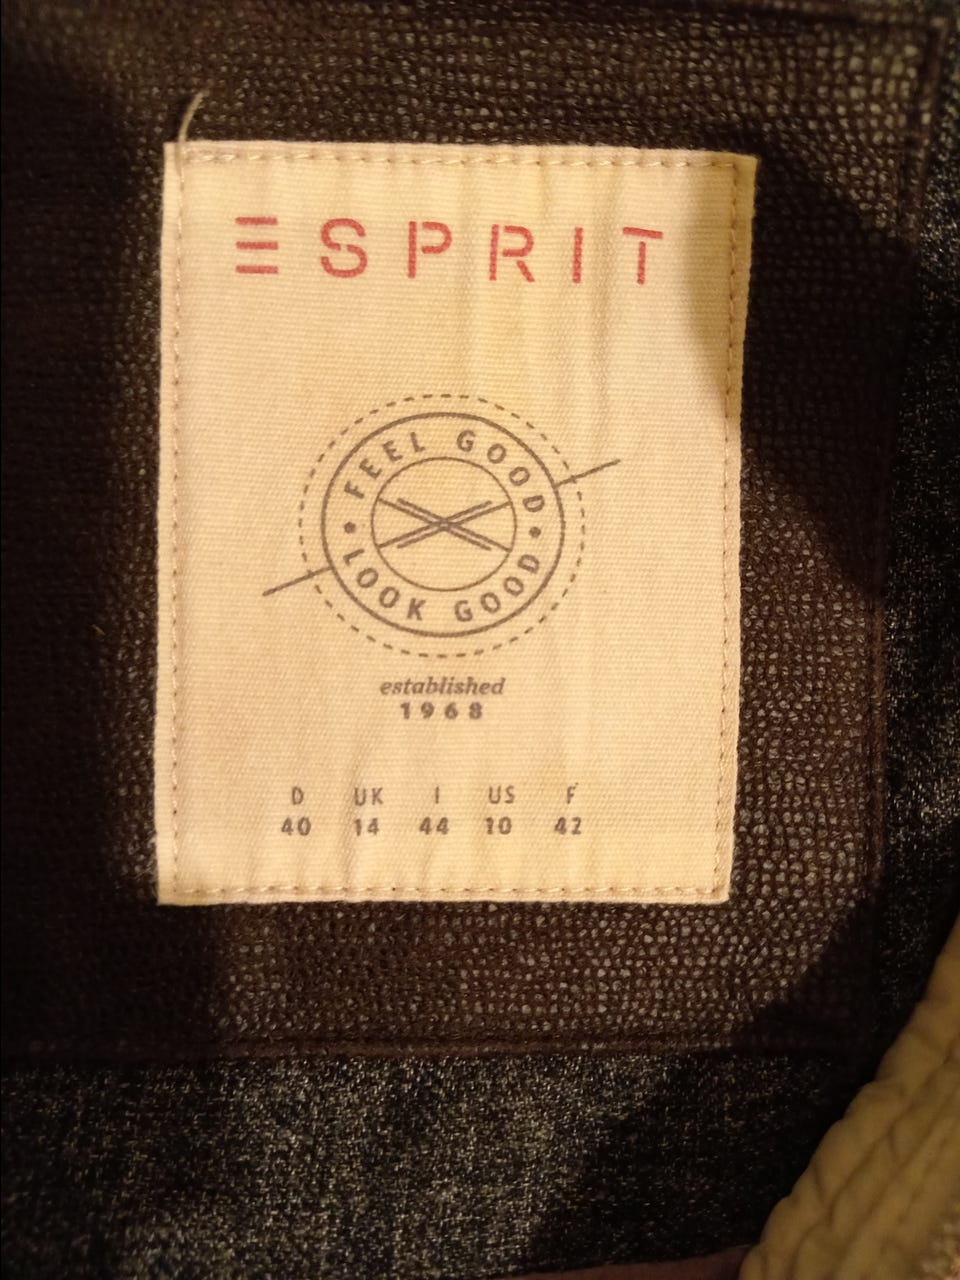 ESPRIT
FEEL GOOD
• LOOK GOOD •
established
1968
D UK I US F
40 14 44 10 42